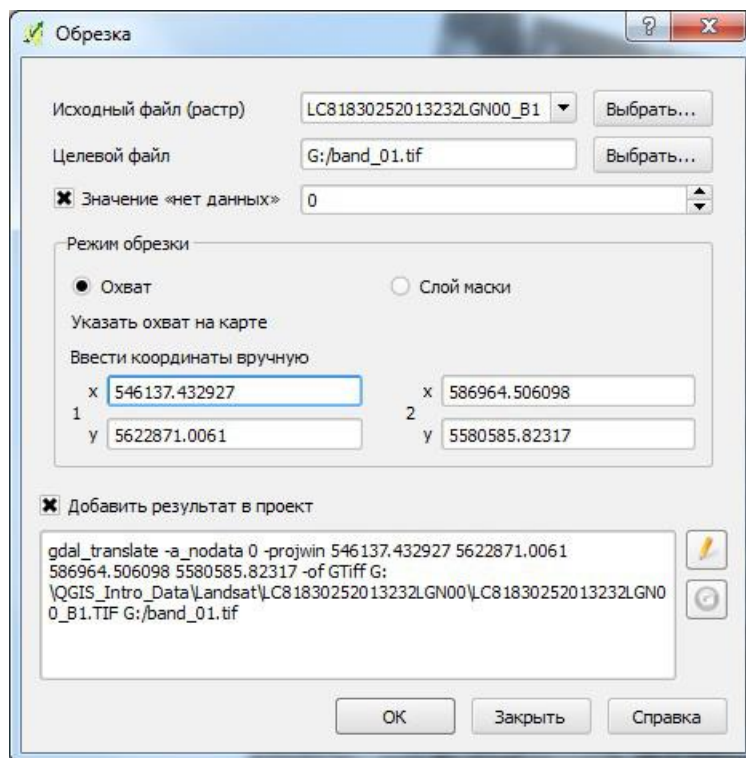 Обрезка
Исходный файл (растр) LC81830252013232LGN00_B1 Выбрать...
Целевой файл G:/band_01.tif Выбрать...
Значение «нет данных» 0
Режим обрезки
Охват Слой маски
Указать охват на карте
Ввести координаты вручную
x 546137.432927 x 586964.506098
1 2
y 5622871.0061 y 5580585.82317
Добавить результат в проект
gdal_translate -a_nodata 0 -projwin 546137.432927 5622871.0061
586964.506098 5580585.82317 -of GTiff G:
\QGIS_Intro_Data\Landsat\LC81830252013232LGN00\LC81830252013232LGN0
0_B1.TIF G:/band_01.tif
ОК Закрыть Справка